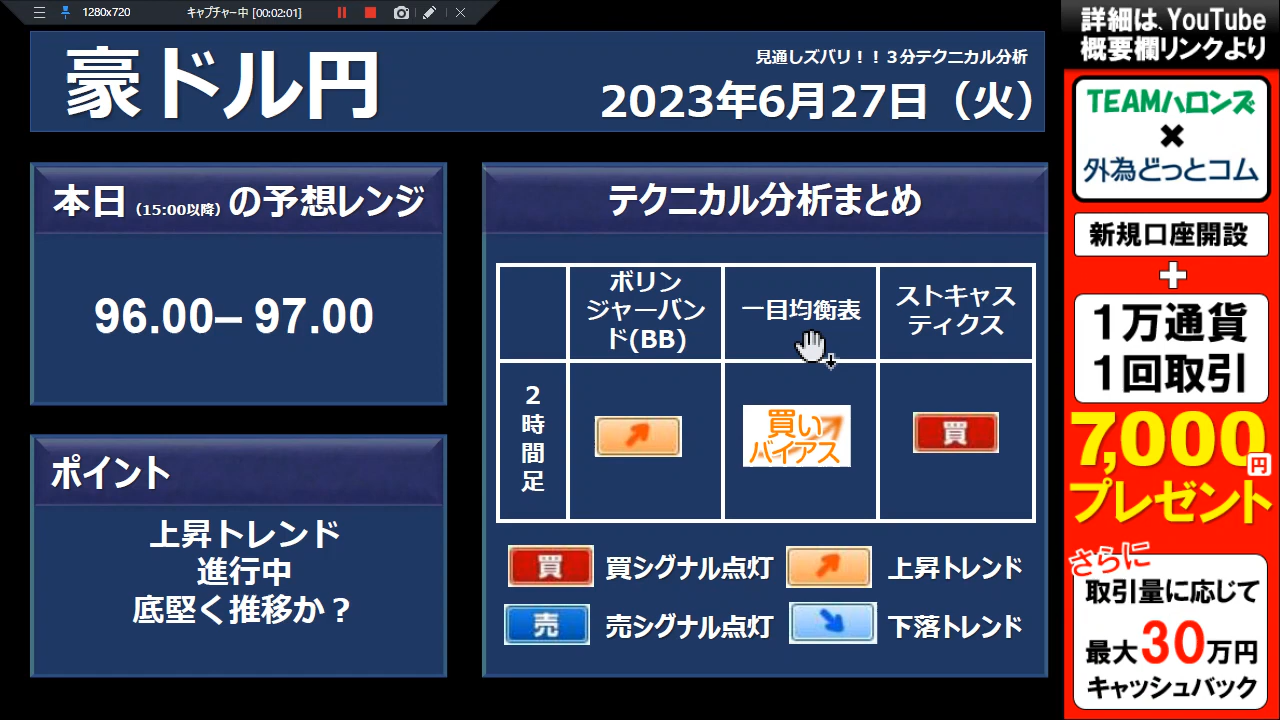 1280x720
キャプチャー中 [00:02:01]
豪ドル円
見通しズバリ！！３分テクニカル分析
2023年6月27日（火）
本日（15:00以降）の予想レンジ
96.00– 97.00
ポイント
上昇トレンド
進行中
底堅く推移か？
テクニカル分析まとめ
ボリン
ジャーバン
ド(BB)
一目均衡表
ストキャス
ティクス
２
時
間
足
買い
バイアス
買
買
買シグナル点灯
上昇トレンド
売
売シグナル点灯
下落トレンド
詳細は、YouTube
概要欄リンクより
TEAMハロンズ
×
外為どっとコム
新規口座開設
+
1万通貨
1回取引
7,000円
プレゼント
さらに
取引量に応じて
最大30万円
キャッシュバック